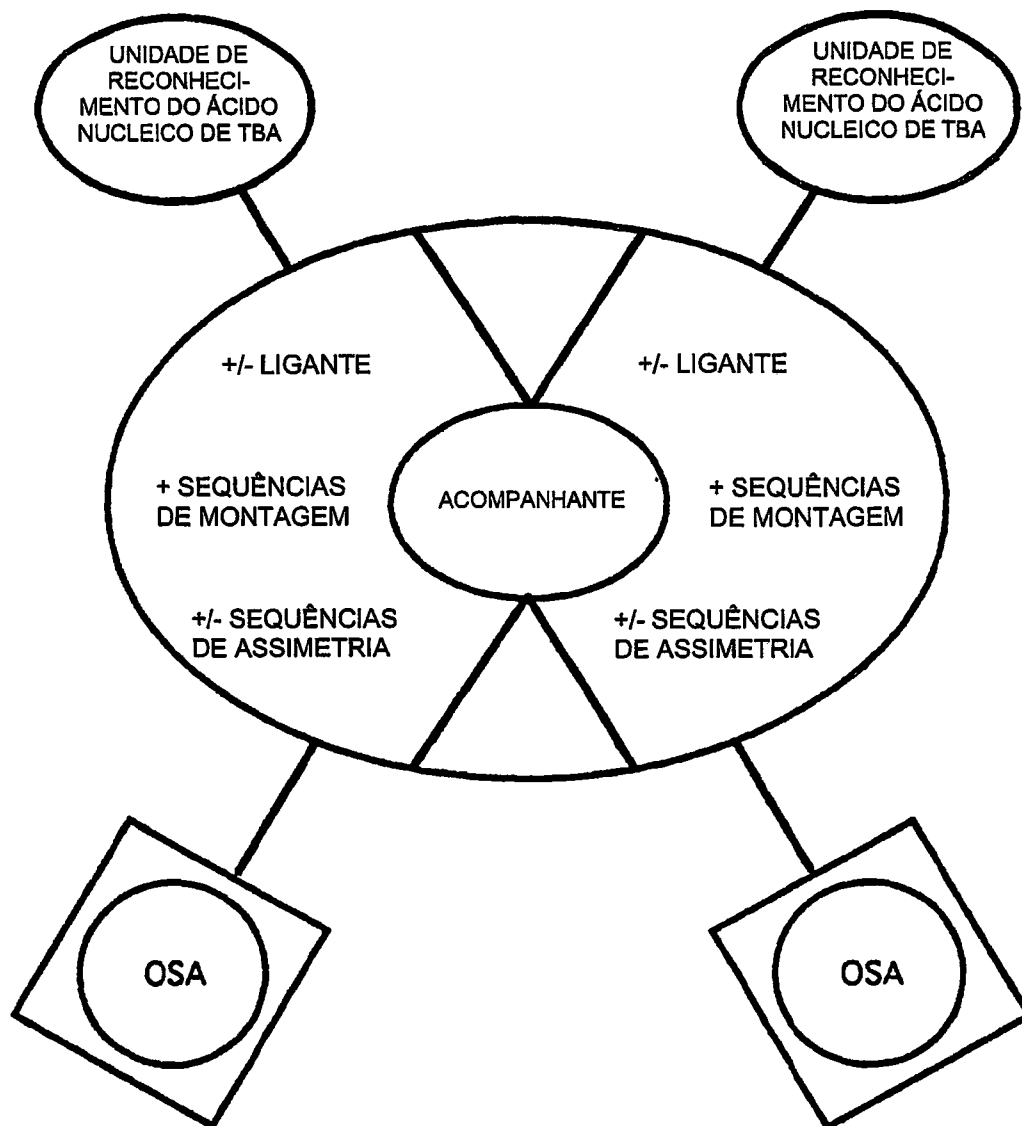 UNIDADE DE
RECONHECI-
MENTO DO ÁCIDO
NUCLEICO DE TBA
UNIDADE DE
RECONHECI-
MENTO DO ÁCIDO
NUCLEICO DE TBA
+/- LIGANTE
+/- LIGANTE
+ SEQUÊNCIAS
DE MONTAGEM
ACOMPANHANTE
+ SEQUÊNCIAS
DE MONTAGEM
+/- SEQUÊNCIAS
DE ASSIMETRIA
+/- SEQUÊNCIAS
DE ASSIMETRIA
OSA
OSA